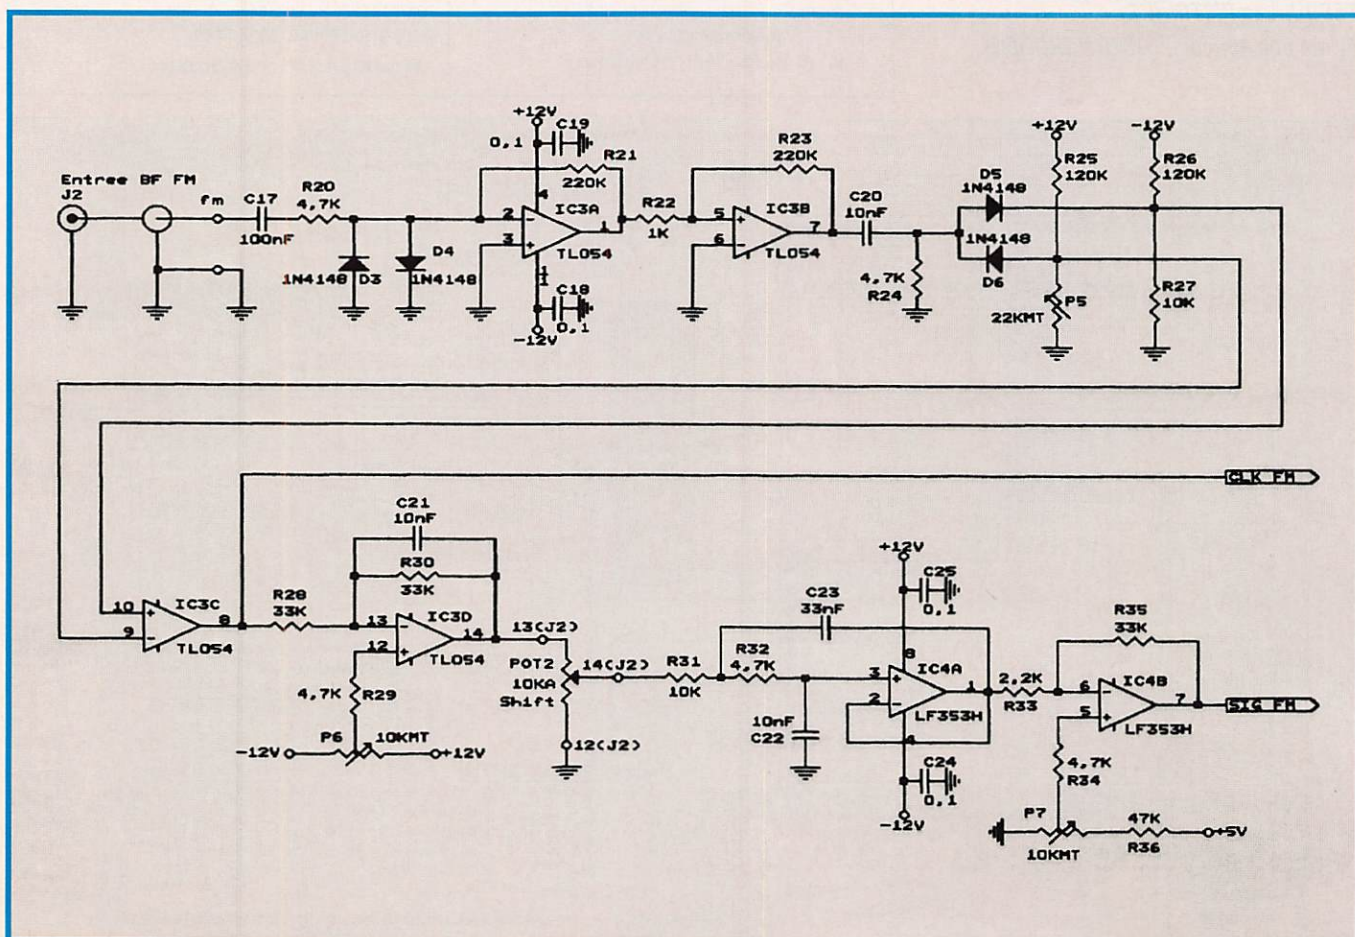 +12V
C19
0,1
R21
220K
R23
220K
Entree BF FM
J2
fm
C17
100nF
R20
4,7K
4
2
3
1
IC3A
TL054
R22
1K
5
6
7
IC3B
TL054
C20
10nF
D5
1N4148
1N4148
D6
+12V
-12V
R25
120K
R26
120K
1N4148 D3
D4
1N4148
C18
0,1
-12V
4,7K
R24
P5
22KMT
R27
10K
CLK FM
C21
10nF
R30
33K
10
9
8
IC3C
TL054
R28
33K
13
12
14
IC3D
TL054
4,7K
R29
-12V
P6
10KMT
+12V
13(J2)
POT2
10KA
Shift
14(J2)
12(J2)
R31
10K
R32
4,7K
C23
33nF
10nF
C22
+12V
C25
0,1
8
3
2
1
4
IC4A
LF353H
C24
0,1
-12V
2,2K
R33
R35
33K
6
5
7
IC4B
LF353H
SIG FM
4,7K
R34
P7
10KMT
47K
R36
+5V